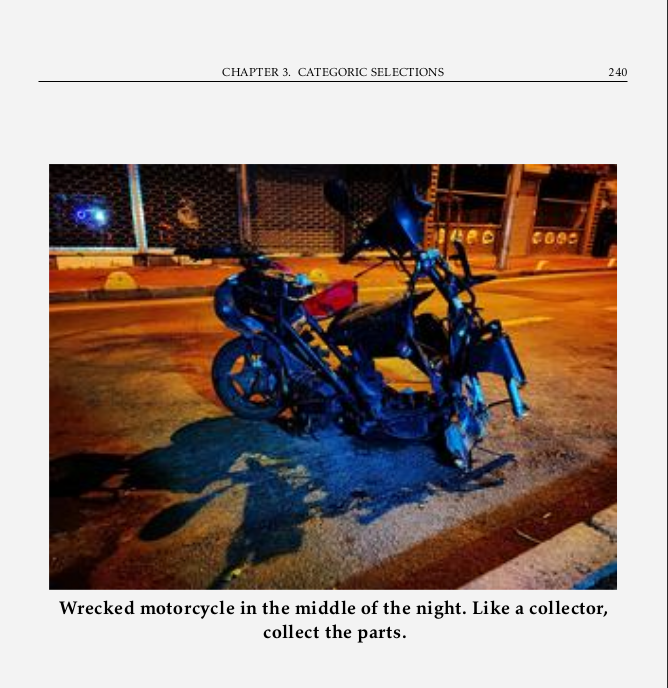 CHAPTER 3. CATEGORIC SELECTIONS 240
Wrecked motorcycle in the middle of the night. Like a collector,
collect the parts.